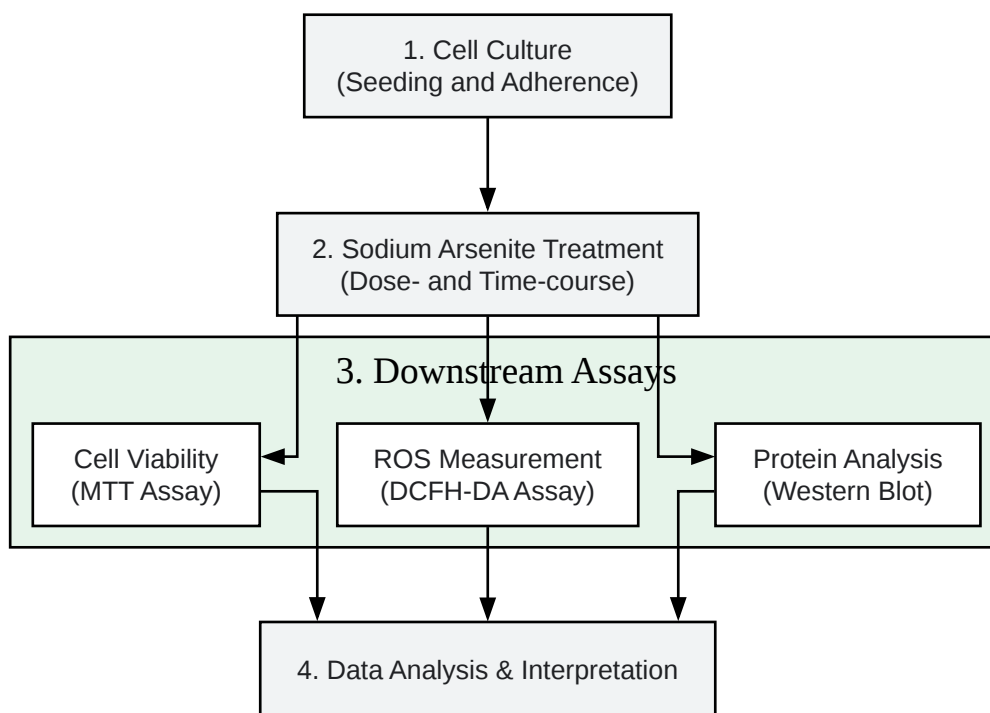 1. Cell Culture
(Seeding and Adherence)
2. Sodium Arsenite Treatment
(Dose- and Time-course)
3. Downstream Assays
Cell Viability
(MTT Assay)
ROS Measurement
(DCFH-DA Assay)
Protein Analysis
(Western Blot)
4. Data Analysis & Interpretation